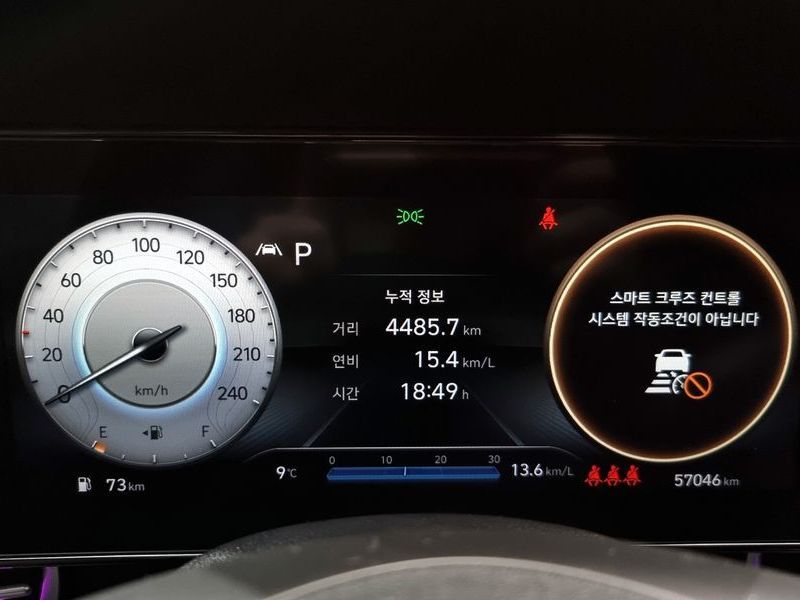 100
80
120
60
150
40
180
20
210
0
240
km/h
E
F
P
누적 정보
거리 4485.7 km
연비 15.4 km/L
시간 18:49 h
스마트 크루즈 컨트롤
시스템 작동조건이 아닙니다
0 10 20 30
9℃
13.6 km/L
73 km
57046 km